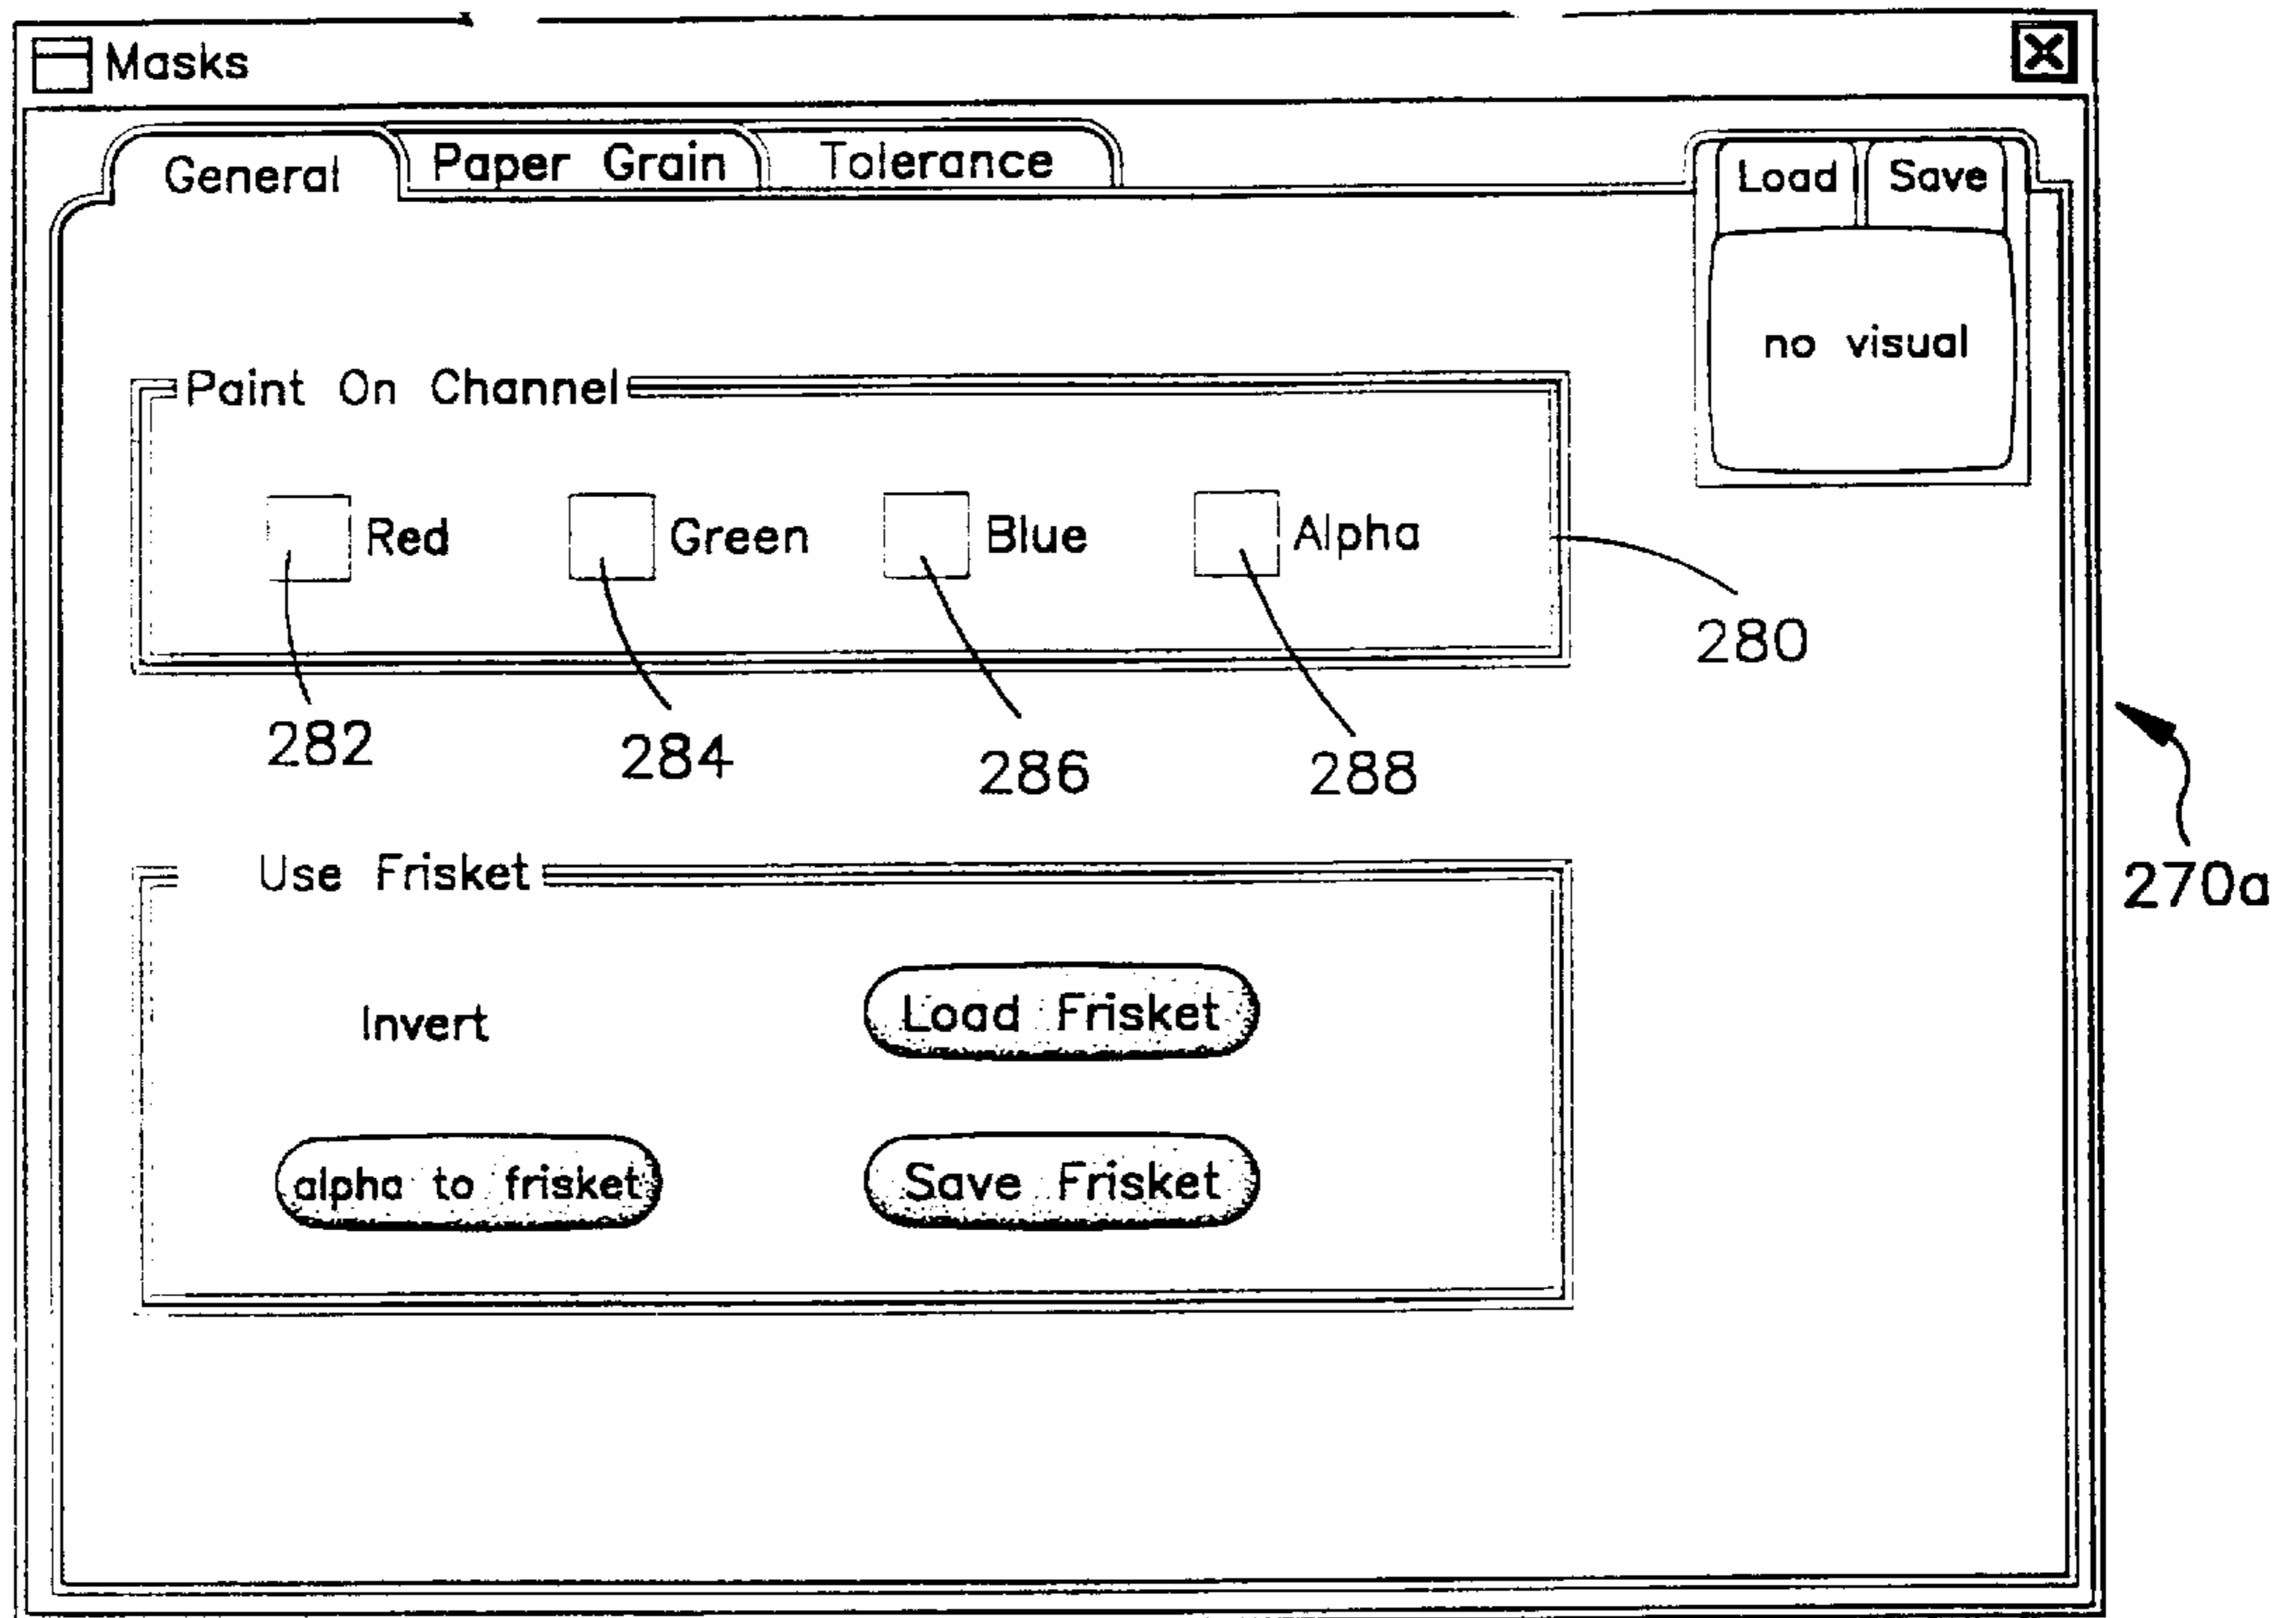 Masks
General Paper Grain Tolerance
Load Save
no visual
Paint On Channel
Red Green Blue Alpha
280
282 284 286 288
270a
Use Frisket
Invert Load Frisket
alpha to frisket Save Frisket